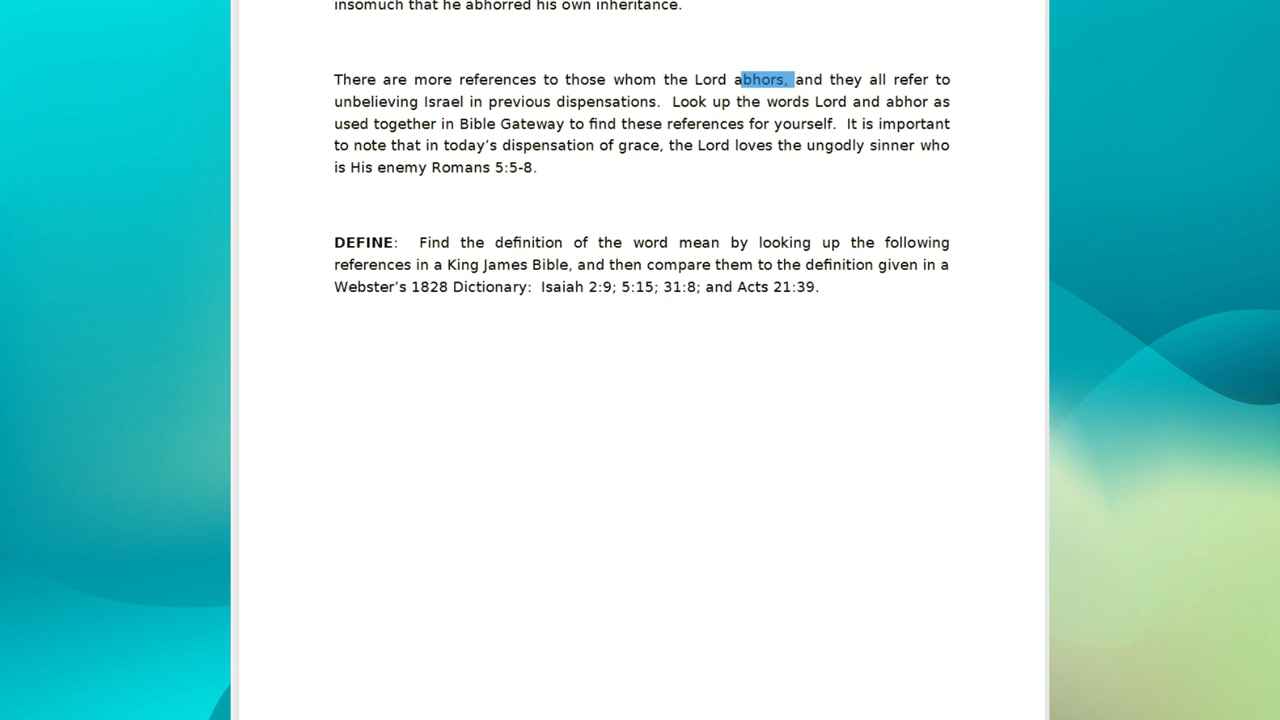 insomuch that he abhorred his own inheritance.
There are more references to those whom the Lord abhors, and they all refer to
unbelieving Israel in previous dispensations.  Look up the words Lord and abhor as
used together in Bible Gateway to find these references for yourself.  It is important
to note that in today’s dispensation of grace, the Lord loves the ungodly sinner who
is His enemy Romans 5:5-8.
DEFINE:  Find the definition of the word mean by looking up the following
references in a King James Bible, and then compare them to the definition given in a
Webster’s 1828 Dictionary:  Isaiah 2:9; 5:15; 31:8; and Acts 21:39.